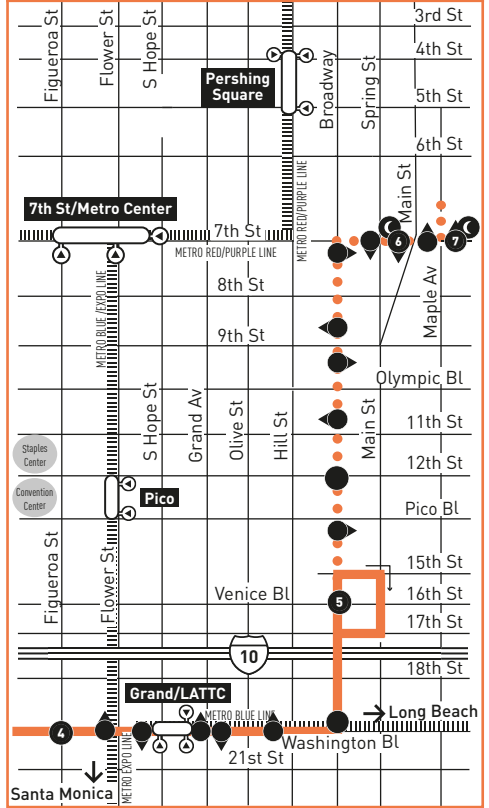 3rd St
4th St
5th St
6th St
Figueroa St
Flower St
S Hope St
Broadway
Spring St
Pershing
Square
Main St
7th St/Metro Center
7th St
METRO RED/PURPLE LINE
METRO RED/PURPLE LINE
METRO RED/PURPLE LINE
6
7
METRO BLUE /EXPO LINE
8th St
9th St
Maple Av
Olympic Bl
S Hope St
Grand Av
Olive St
Hill St
Main St
11th St
Staples
Center
12th St
Convention
Center
Pico
Pico Bl
15th St
Figueroa St
Flower St
Venice Bl
5
16th St
17th St
10
18th St
Grand/LATTC
METRO BLUE LINE
Long Beach
4
Washington Bl
21st St
METRO EXPO LINE
Santa Monica